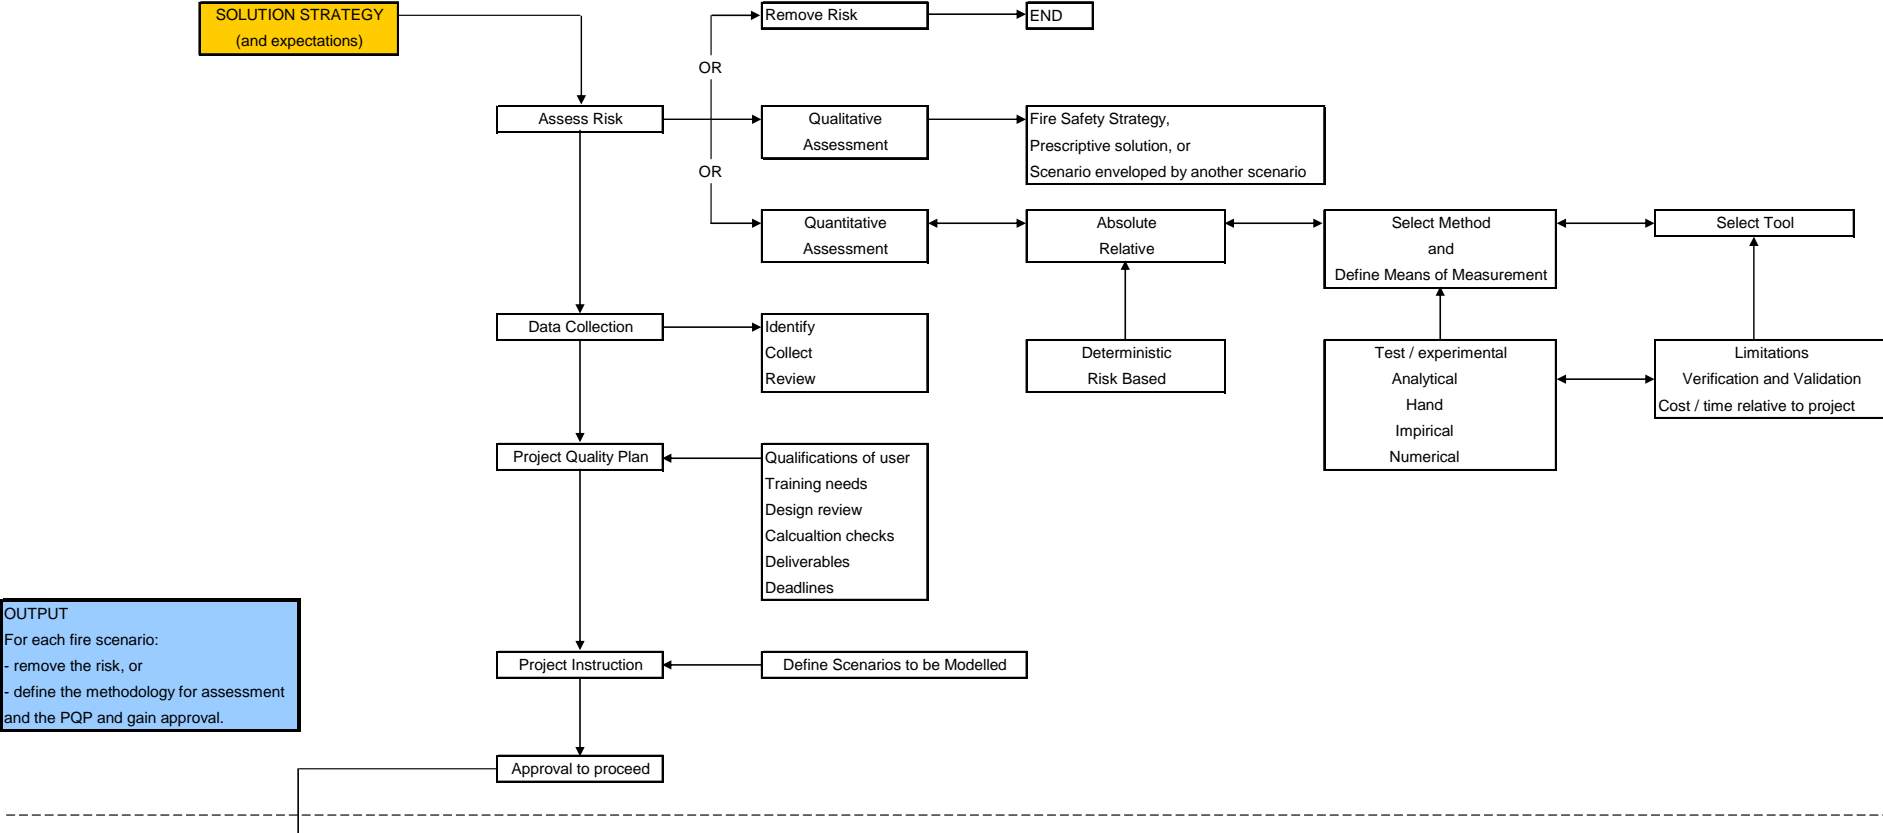 SOLUTION STRATEGY
(and expectations)
Remove Risk
END
OR
Assess Risk
Qualitative
Assessment
Fire Safety Strategy,
Prescriptive solution, or
Scenario enveloped by another scenario
OR
Quantitative
Assessment
Absolute
Relative
Select Method
and
Define Means of Measurement
Select Tool
Data Collection
Identify
Collect
Review
Deterministic
Risk Based
Test / experimental
Analytical
Hand
Impirical
Numerical
Limitations
Verification and Validation
Cost / time relative to project
Project Quality Plan
Qualifications of user
Training needs
Design review
Calcualtion checks
Deliverables
Deadlines
OUTPUT
For each fire scenario:
- remove the risk, or
- define the methodology for assessment
and the PQP and gain approval.
Project Instruction
Define Scenarios to be Modelled
Approval to proceed